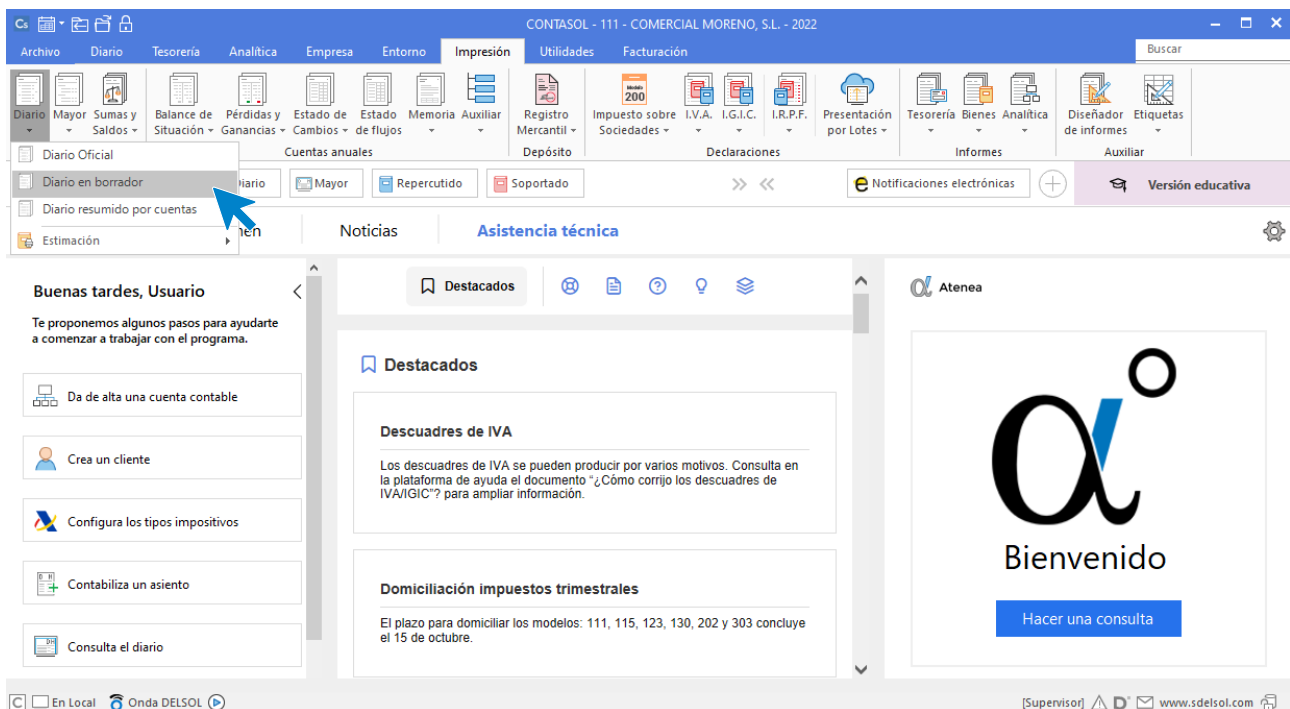 Cs
CONTASOL - 111 - COMERCIAL MORENO, S.L. - 2022
Archivo Diario Tesorería Analítica Empresa Entorno Impresión Utilidades Facturación Buscar
Diario Mayor Sumas y Saldos Balance de Situación Pérdidas y Ganancias Estado de Cambios Estado de flujos Memoria Auxiliar Registro Mercantil Modelo 200 Impuesto sobre Sociedades I.V.A. I.G.I.C. I.R.P.F. Presentación por Lotes Tesorería Bienes Analítica Diseñador de informes Etiquetas
Cuentas anuales Depósito Declaraciones Informes Auxiliar
Diario Oficial
Diario en borrador
Diario resumido por cuentas
Estimación
Diario Mayor Repercutido Soportado Notificaciones electrónicas Versión educativa
Noticias Asistencia técnica
Buenas tardes, Usuario
Te proponemos algunos pasos para ayudarte
a comenzar a trabajar con el programa.
Da de alta una cuenta contable
Crea un cliente
Configura los tipos impositivos
Contabiliza un asiento
Consulta el diario
Destacados
Destacados
Descuadres de IVA
Los descuadres de IVA se pueden producir por varios motivos. Consulta en
la plataforma de ayuda el documento “¿Cómo corrijo los descuadres de
IVA/IGIC”? para ampliar información.
Domiciliación impuestos trimestrales
El plazo para domiciliar los modelos: 111, 115, 123, 130, 202 y 303 concluye
el 15 de octubre.
Atenea
Bienvenido
Hacer una consulta
C En Local Onda DELSOL [Supervisor] D° www.sdelsol.com